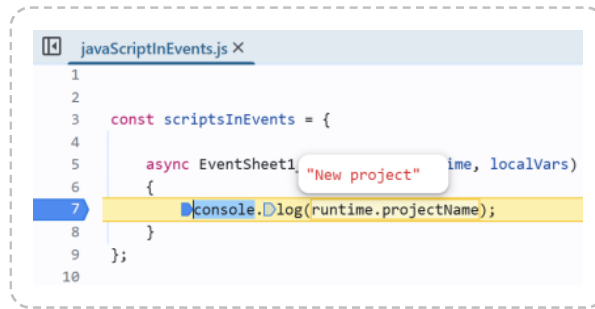 javaScriptInEvents.js ×
1
2
3 const scriptsInEvents = {
4
5 async EventSheet1_ ime, localVars)
"New project"
6 {
7 console.log(runtime.projectName);
8 }
9 };
10